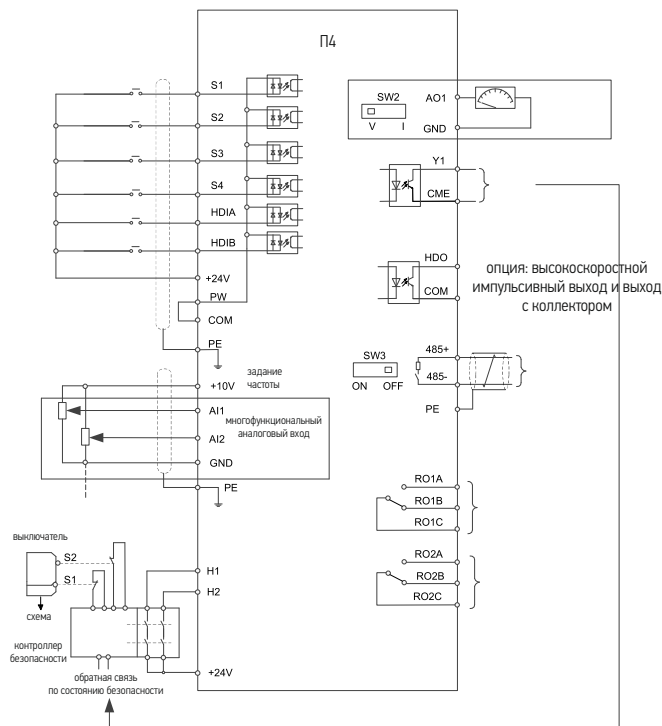 П4
S1
S2
S3
S4
HDIA
HDIB
+24V
PW
COM
PE
SW2
V I
AO1
GND
Y1
CME
HDO
COM
опция: высокоскоростной
импульсивный выход и выход
с коллектором
SW3
ON OFF
485+
485-
PE
задание
частоты
+10V
AI1
многофункциональный
аналоговый вход
AI2
GND
PE
RO1A
RO1B
RO1C
RO2A
RO2B
RO2C
выключатель
S2
S1
схема
контроллер
безопасности
обратная связь
по состоянию безопасности
H1
H2
+24V